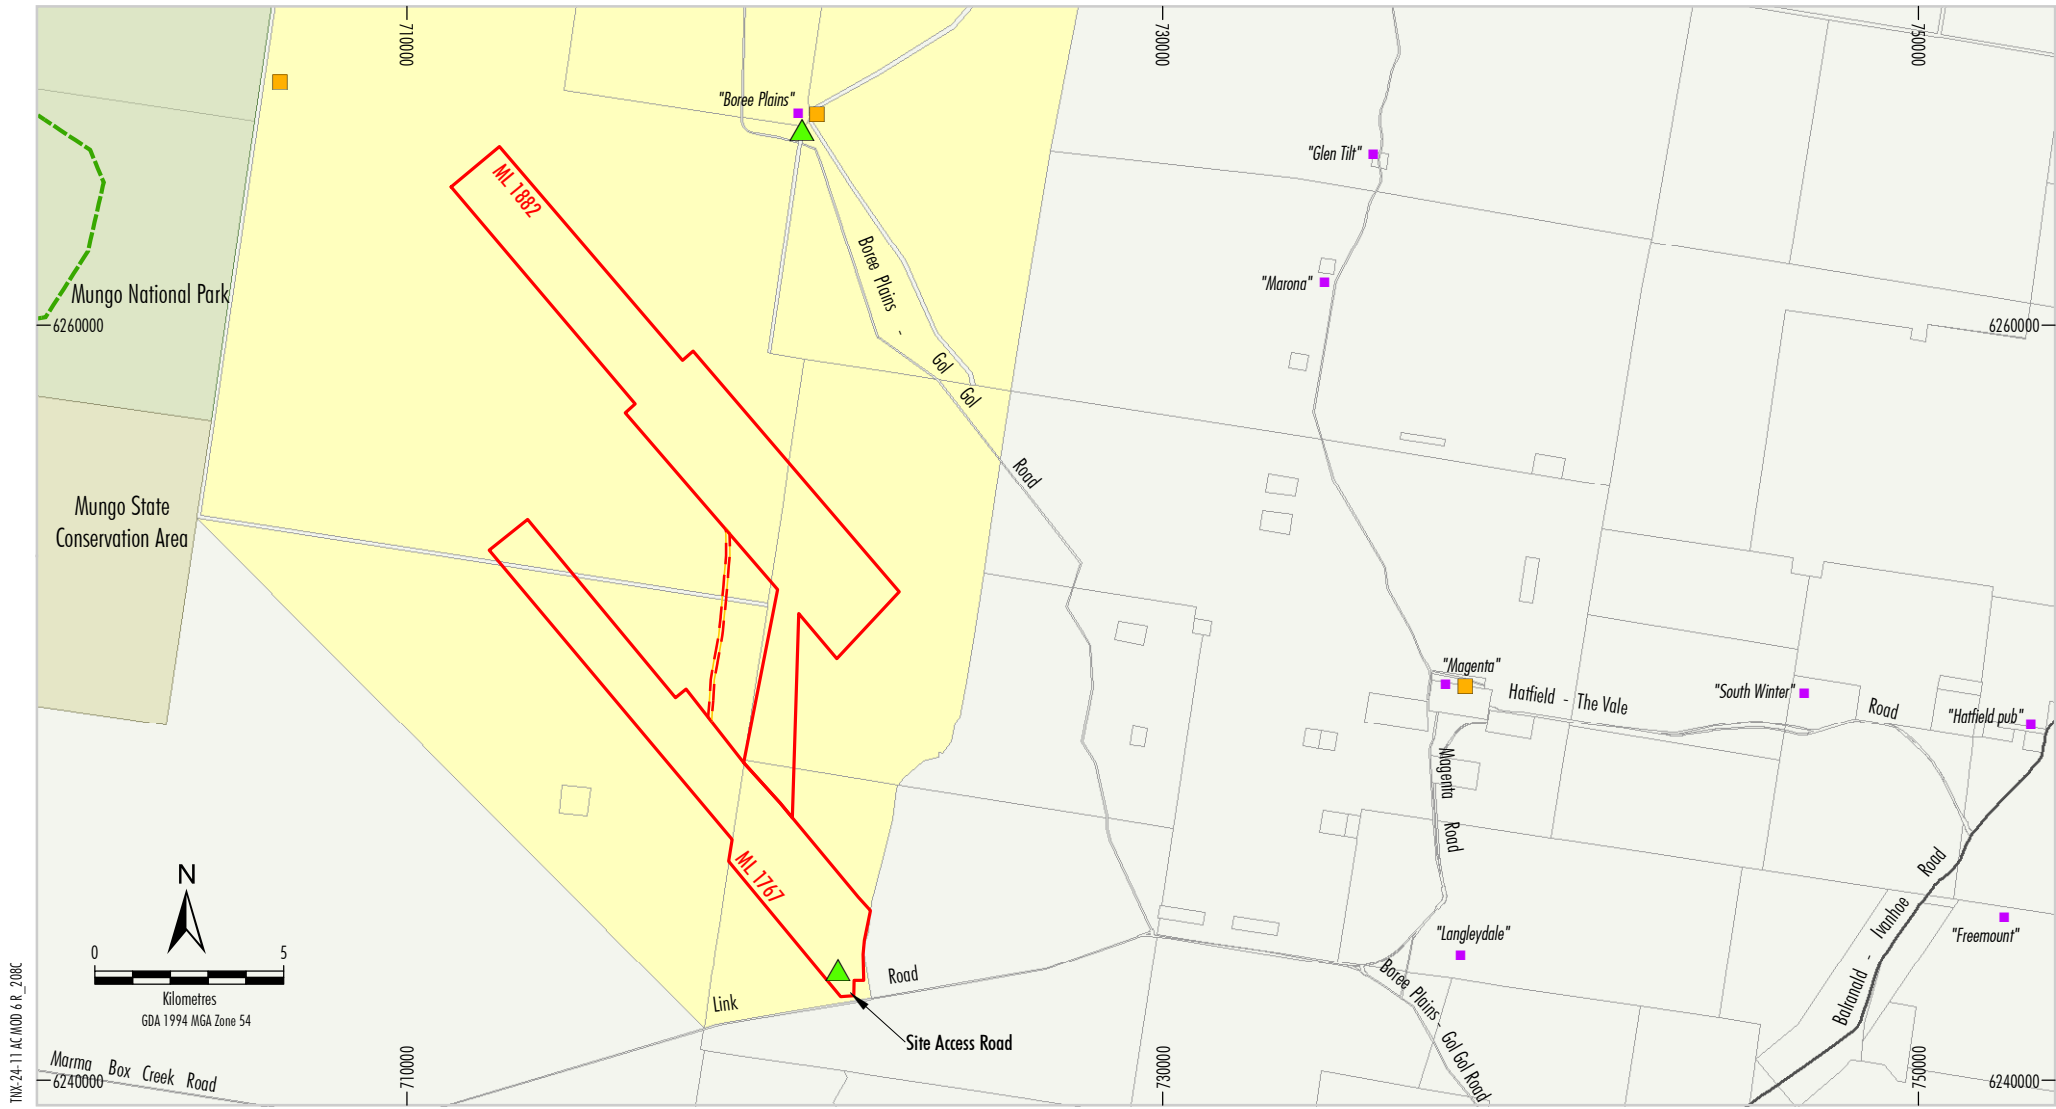 710000
730000
750000
"Boree Plains"
"Glen Tilt"
ML 1882
Boree Plains - Gol Gol Road
"Marona"
Mungo National Park
6260000
6260000
Mungo State
Conservation Area
"Magenta"
Hatfield - The Vale Road
"South Winter"
"Hatfield pub"
Magenta Road
ML 1767
N
0 5
Kilometres
GDA 1994 MGA Zone 54
Link Road
Site Access Road
"Langleydale"
Boree Plains - Gol Gol Road
Balranald - Ivanhoe Road
"Freemount"
Marma Box Creek Road
6240000
6240000
710000
730000
750000
TNX-24-11 AC MOD 6 R_208C